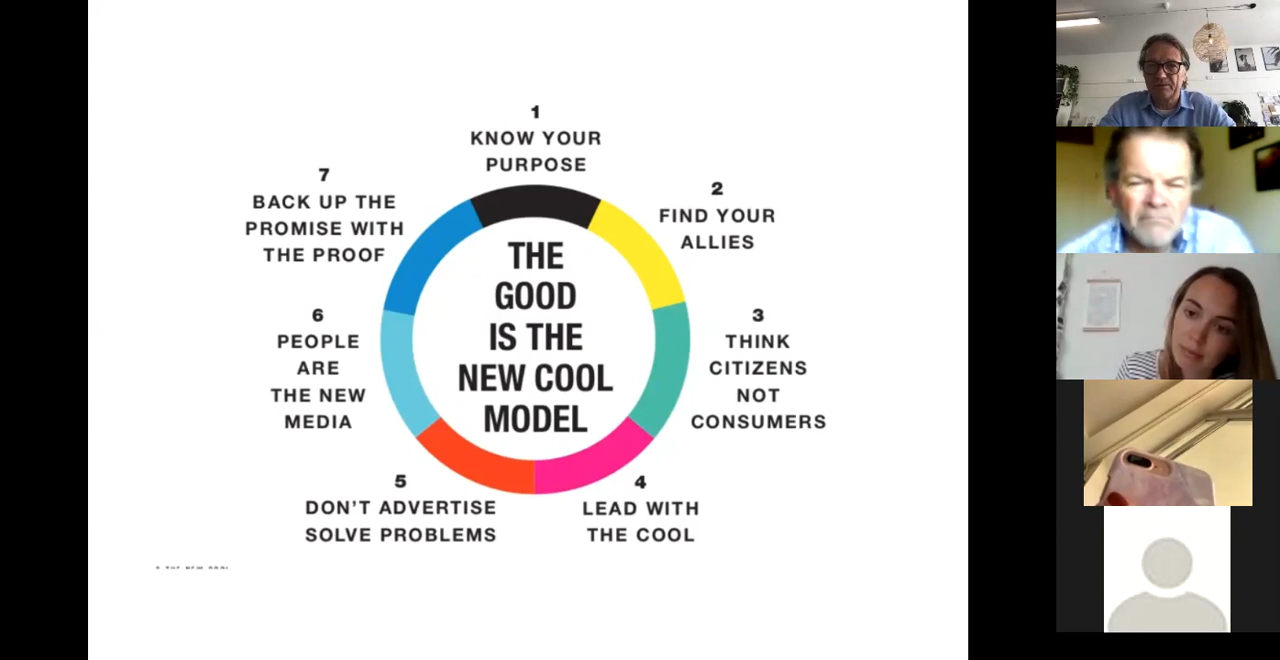 1
KNOW YOUR
PURPOSE
2
FIND YOUR
ALLIES
3
THINK
CITIZENS
NOT
CONSUMERS
4
LEAD WITH
THE COOL
5
DON'T ADVERTISE
SOLVE PROBLEMS
6
PEOPLE
ARE
THE NEW
MEDIA
7
BACK UP THE
PROMISE WITH
THE PROOF
THE
GOOD
IS THE
NEW COOL
MODEL